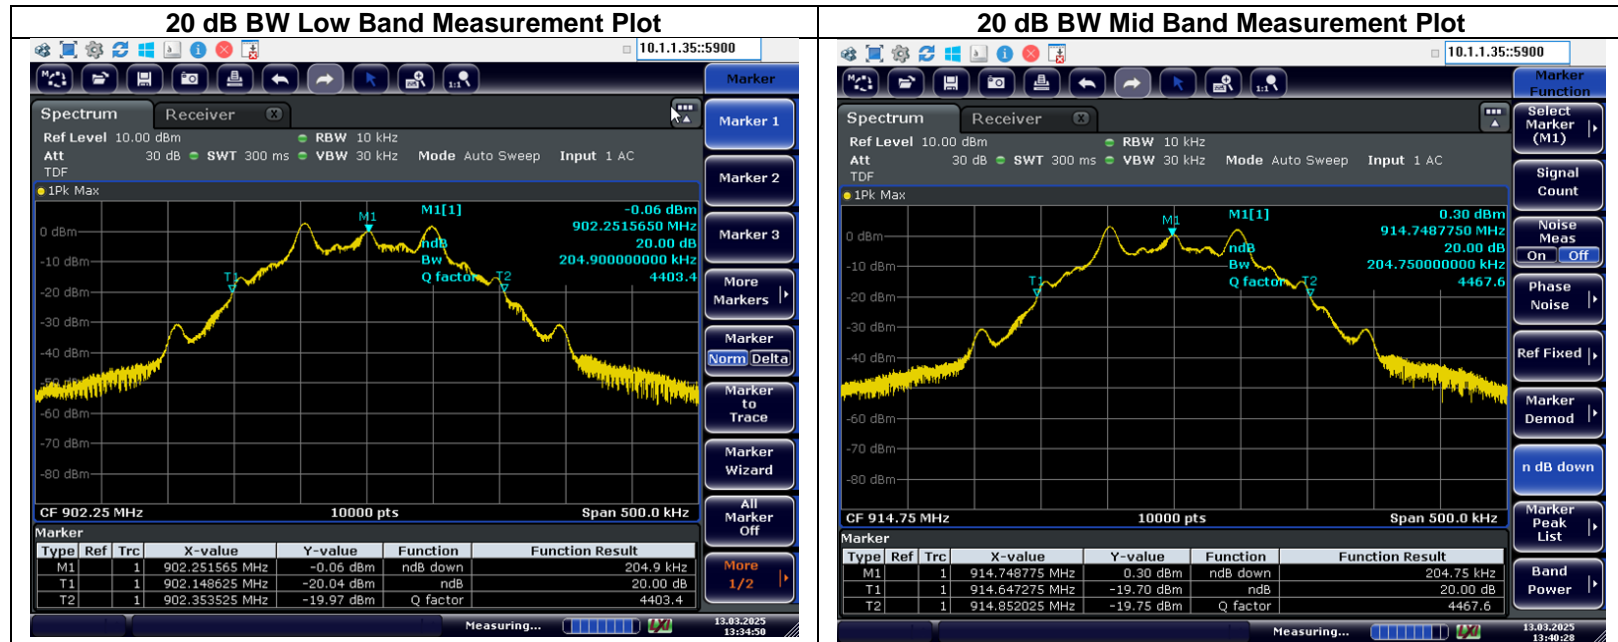 20 dB BW Low Band Measurement Plot
10.1.1.35::5900
Marker
Spectrum Receiver
Marker 1
Ref Level 10.00 dBm RBW 10 kHz
Att 30 dB SWT 300 ms VBW 30 kHz Mode Auto Sweep Input 1 AC
TDF
1Pk Max
M1[1] -0.06 dBm
902.2515650 MHz
ndB 20.00 dB
Bw 204.900000000 kHz
Q factor 4403.4
M1
T1
T2
0 dBm
-10 dBm
-20 dBm
-30 dBm
-40 dBm
-50 dBm
-60 dBm
-70 dBm
-80 dBm
CF 902.25 MHz 10000 pts Span 500.0 kHz
Marker
Type Ref Trc X-value Y-value Function Function Result
M1 1 902.251565 MHz -0.06 dBm ndB down 204.9 kHz
T1 1 902.148625 MHz -20.04 dBm ndB 20.00 dB
T2 1 902.353525 MHz -19.97 dBm Q factor 4403.4
Marker 2
Marker 3
More
Markers
Marker
Norm Delta
Marker
to
Trace
Marker
Wizard
All
Marker
Off
More
1/2
Measuring...
13.03.2025
13:34:50
20 dB BW Mid Band Measurement Plot
10.1.1.35::5900
Marker
Function
Spectrum Receiver
Ref Level 10.00 dBm RBW 10 kHz
Att 30 dB SWT 300 ms VBW 30 kHz Mode Auto Sweep Input 1 AC
TDF
1Pk Max
M1[1] 0.30 dBm
914.7487750 MHz
ndB 20.00 dB
Bw 204.750000000 kHz
Q factor 4467.6
M1
T1
T2
0 dBm
-10 dBm
-20 dBm
-30 dBm
-40 dBm
-60 dBm
-70 dBm
-80 dBm
CF 914.75 MHz 10000 pts Span 500.0 kHz
Marker
Type Ref Trc X-value Y-value Function Function Result
M1 1 914.748775 MHz 0.30 dBm ndB down 204.75 kHz
T1 1 914.647275 MHz -19.70 dBm ndB 20.00 dB
T2 1 914.852025 MHz -19.75 dBm Q factor 4467.6
Select
Marker
(M1)
Signal
Count
Noise
Meas
On Off
Phase
Noise
Ref Fixed
Marker
Demod
n dB down
Marker
Peak
List
Band
Power
Measuring...
13.03.2025
13:40:28